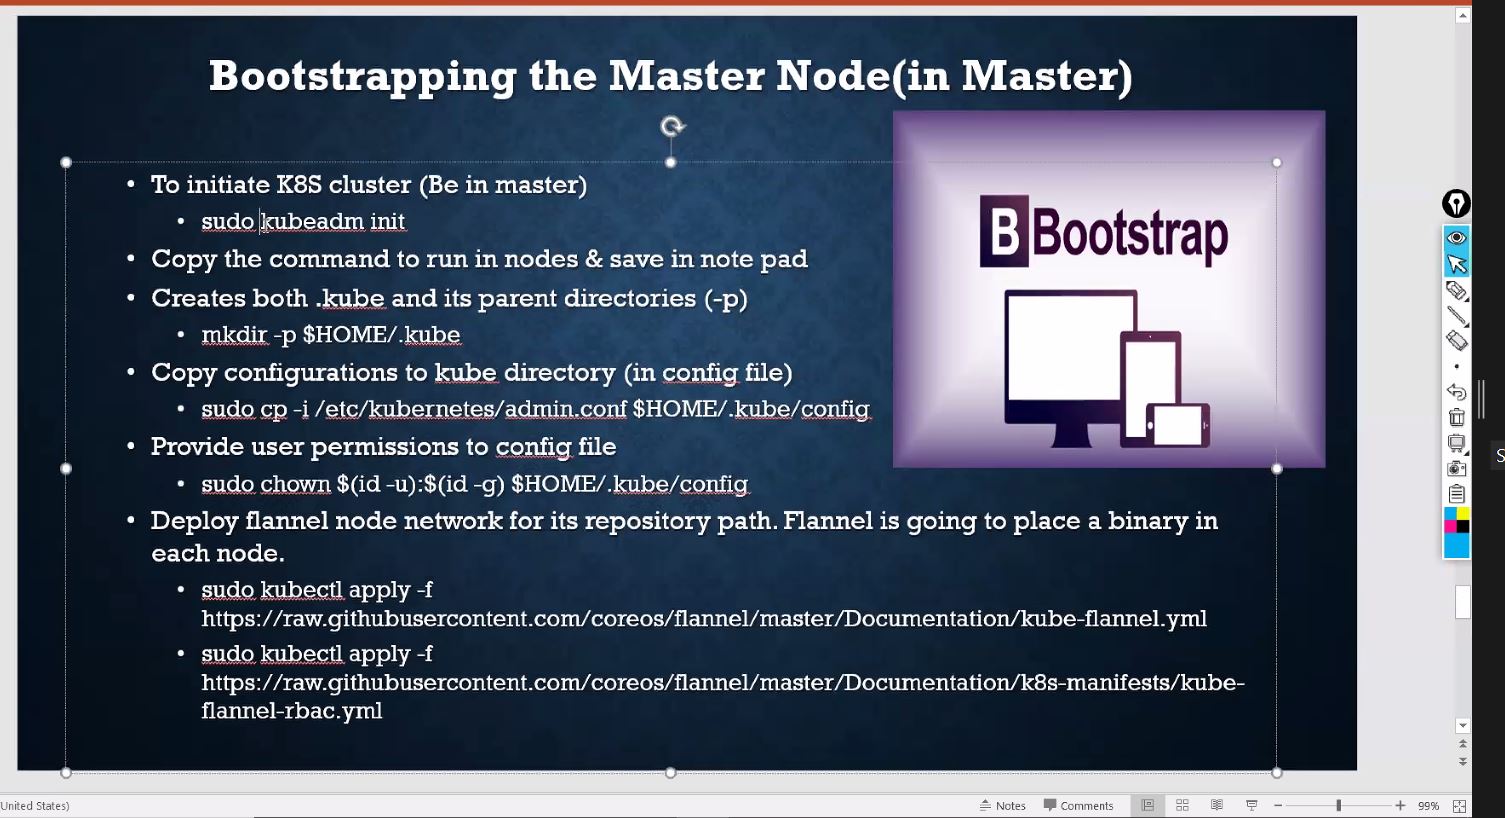 Bootstrapping the Master Node(in Master)
• To initiate K8S cluster (Be in master)
• sudo kubeadm init
• Copy the command to run in nodes & save in note pad
• Creates both .kube and its parent directories (-p)
• mkdir -p $HOME/.kube
• Copy configurations to kube directory (in config file)
• sudo cp -i /etc/kubernetes/admin.conf $HOME/.kube/config
• Provide user permissions to config file
• sudo chown $(id -u):$(id -g) $HOME/.kube/config
• Deploy flannel node network for its repository path. Flannel is going to place a binary in
each node.
• sudo kubectl apply -f
https://raw.githubusercontent.com/coreos/flannel/master/Documentation/kube-flannel.yml
• sudo kubectl apply -f
https://raw.githubusercontent.com/coreos/flannel/master/Documentation/k8s-manifests/kube-
flannel-rbac.yml
B Bootstrap
S
United States)
Notes
Comments
99%